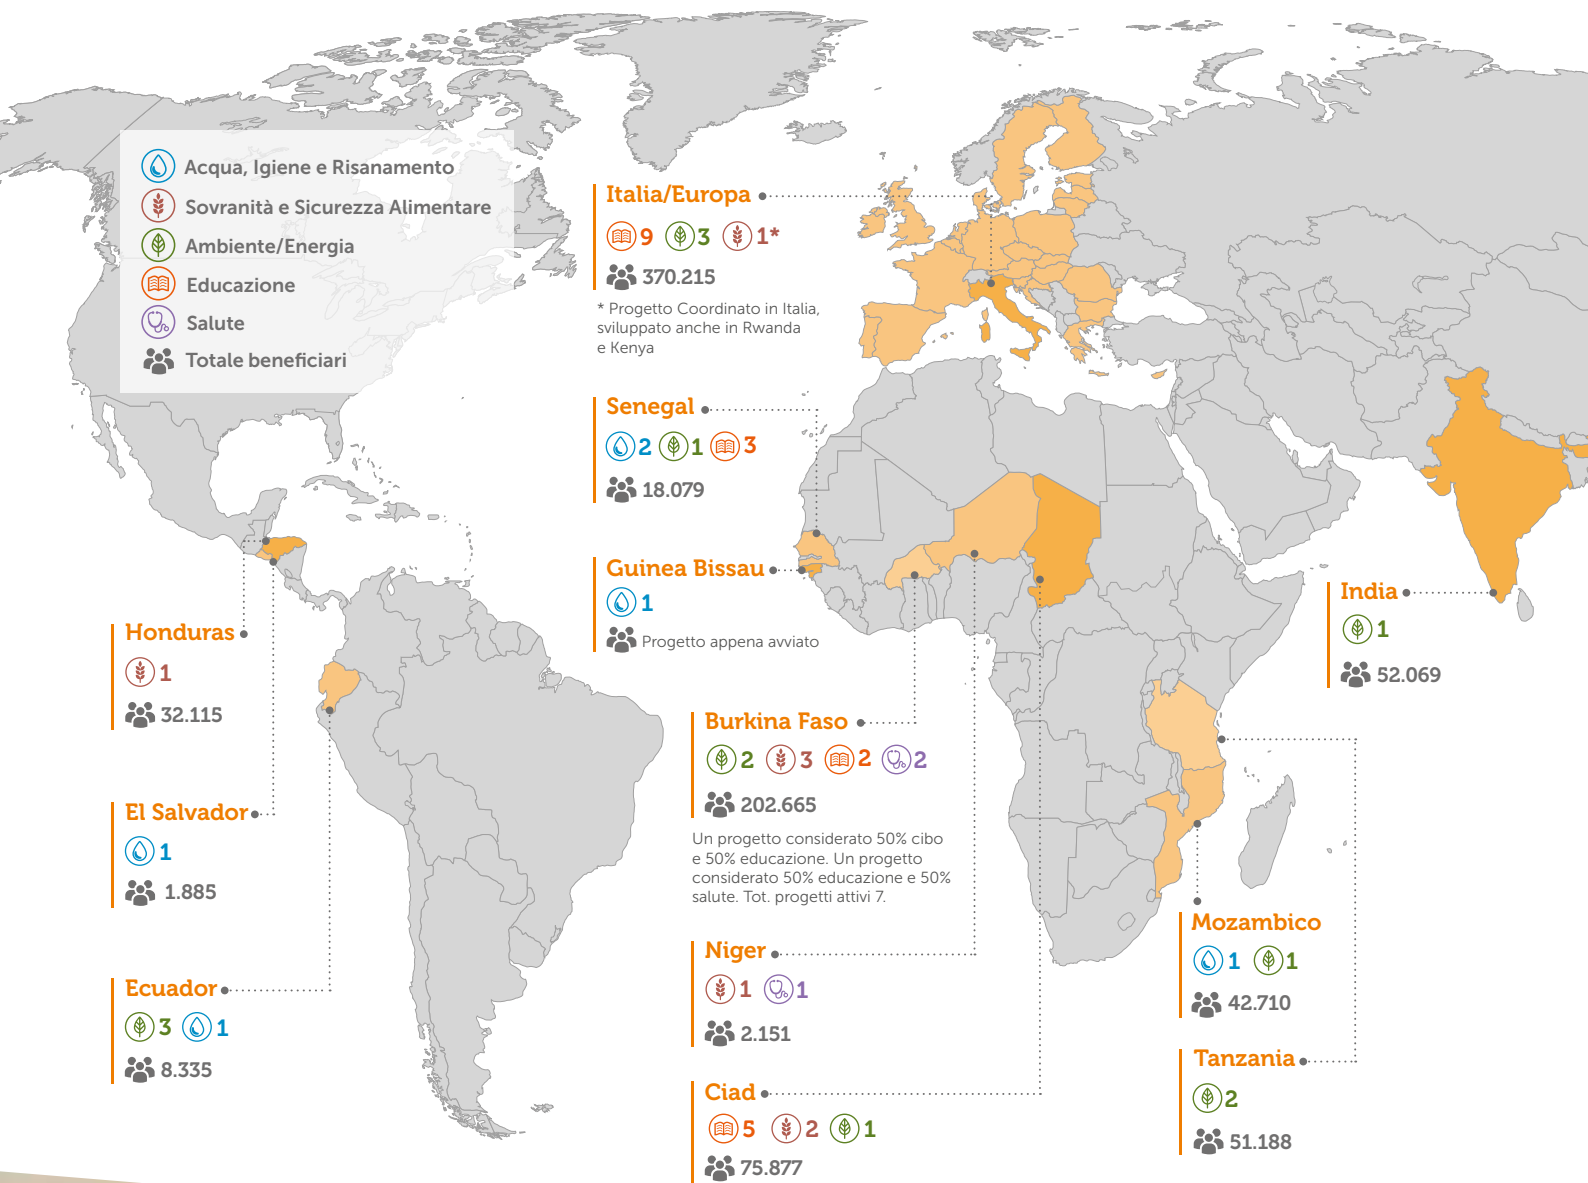 Acqua, Igiene e Risanamento
Sovranità e Sicurezza Alimentare
Ambiente/Energia
Educazione
Salute
Totale beneficiari
Italia/Europa
9 3 1*
370.215
* Progetto Coordinato in Italia,
sviluppato anche in Rwanda
e Kenya
Senegal
2 1 3
18.079
Guinea Bissau
1
Progetto appena avviato
Honduras
1
32.115
El Salvador
1
1.885
Ecuador
3 1
8.335
Burkina Faso
2 3 2 2
202.665
Un progetto considerato 50% cibo
e 50% educazione. Un progetto
considerato 50% educazione e 50%
salute. Tot. progetti attivi 7.
Niger
1 1
2.151
Ciad
5 2 1
75.877
India
1
52.069
Mozambico
1 1
42.710
Tanzania
2
51.188